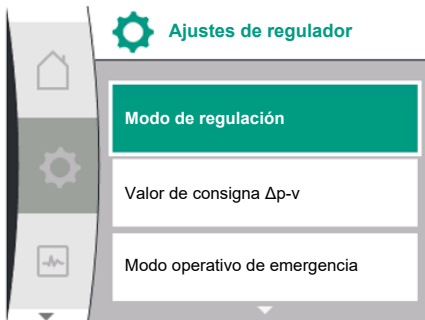 Ajustes de regulador
Modo de regulación
Valor de consigna Δp-v
Modo operativo de emergencia